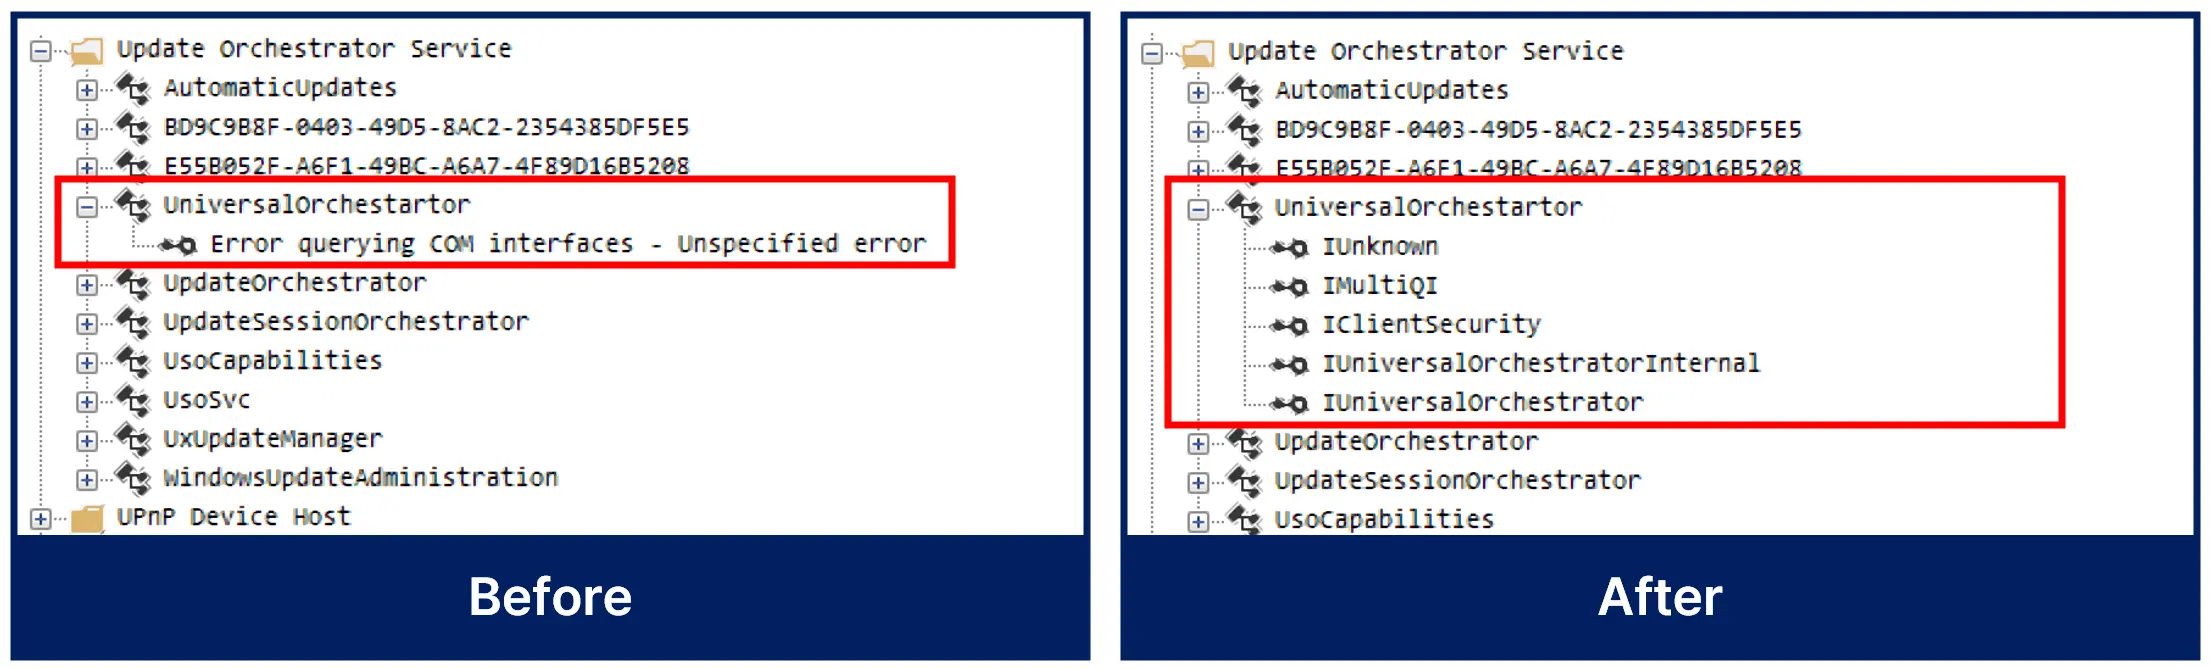 Update Orchestrator Service
AutomaticUpdates
BD9C9B8F-0403-49D5-8AC2-2354385DF5E5
E55B052F-A6F1-49BC-A6A7-4F89D16B5208
UniversalOrchestartor
Error querying COM interfaces - Unspecified error
UpdateOrchestrator
UpdateSessionOrchestrator
UsoCapabilities
UsoSvc
UxUpdateManager
WindowsUpdateAdministration
UPnP Device Host
Before
Update Orchestrator Service
AutomaticUpdates
BD9C9B8F-0403-49D5-8AC2-2354385DF5E5
E55B052F-A6F1-49BC-A6A7-4F89D16B5208
UniversalOrchestartor
IUnknown
IMultiQI
IClientSecurity
IUniversalOrchestratorInternal
IUniversalOrchestrator
UpdateOrchestrator
UpdateSessionOrchestrator
UsoCapabilities
After